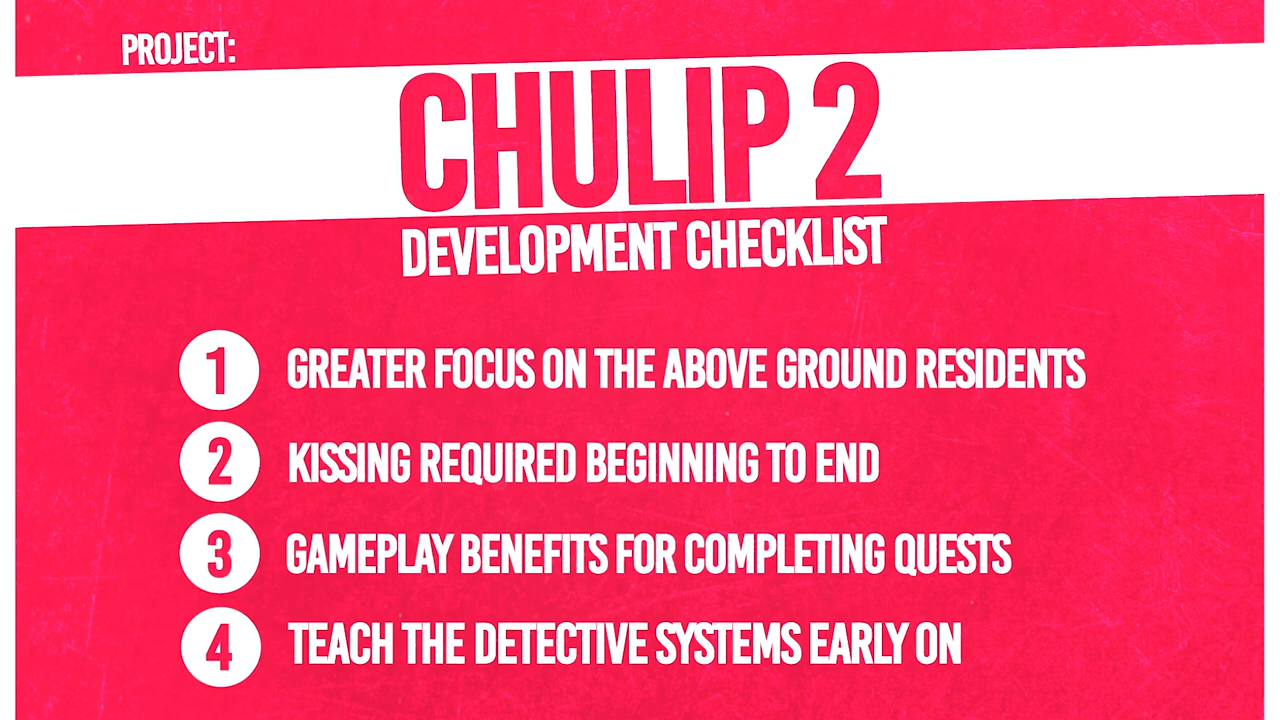 PROJECT:
CHULIP 2
DEVELOPMENT CHECKLIST
1 GREATER FOCUS ON THE ABOVE GROUND RESIDENTS
2 KISSING REQUIRED BEGINNING TO END
3 GAMEPLAY BENEFITS FOR COMPLETING QUESTS
4 TEACH THE DETECTIVE SYSTEMS EARLY ON